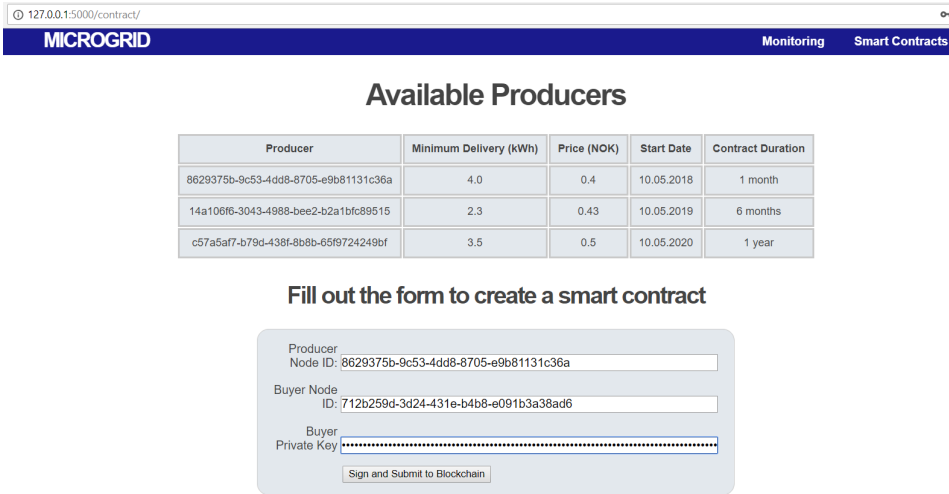 127.0.0.1:5000/contract/
MICROGRID Monitoring Smart Contracts
Available Producers
Producer Minimum Delivery (kWh) Price (NOK) Start Date Contract Duration
8629375b-9c53-4dd8-8705-e9b81131c36a 4.0 0.4 10.05.2018 1 month
14a106f6-3043-4988-bee2-b2a1bfc89515 2.3 0.43 10.05.2019 6 months
c57a5af7-b79d-438f-8b8b-65f9724249bf 3.5 0.5 10.05.2020 1 year
Fill out the form to create a smart contract
Producer
Node ID: 8629375b-9c53-4dd8-8705-e9b81131c36a
Buyer Node
ID: 712b259d-3d24-431e-b4b8-e091b3a38ad6
Buyer
Private Key
Sign and Submit to Blockchain